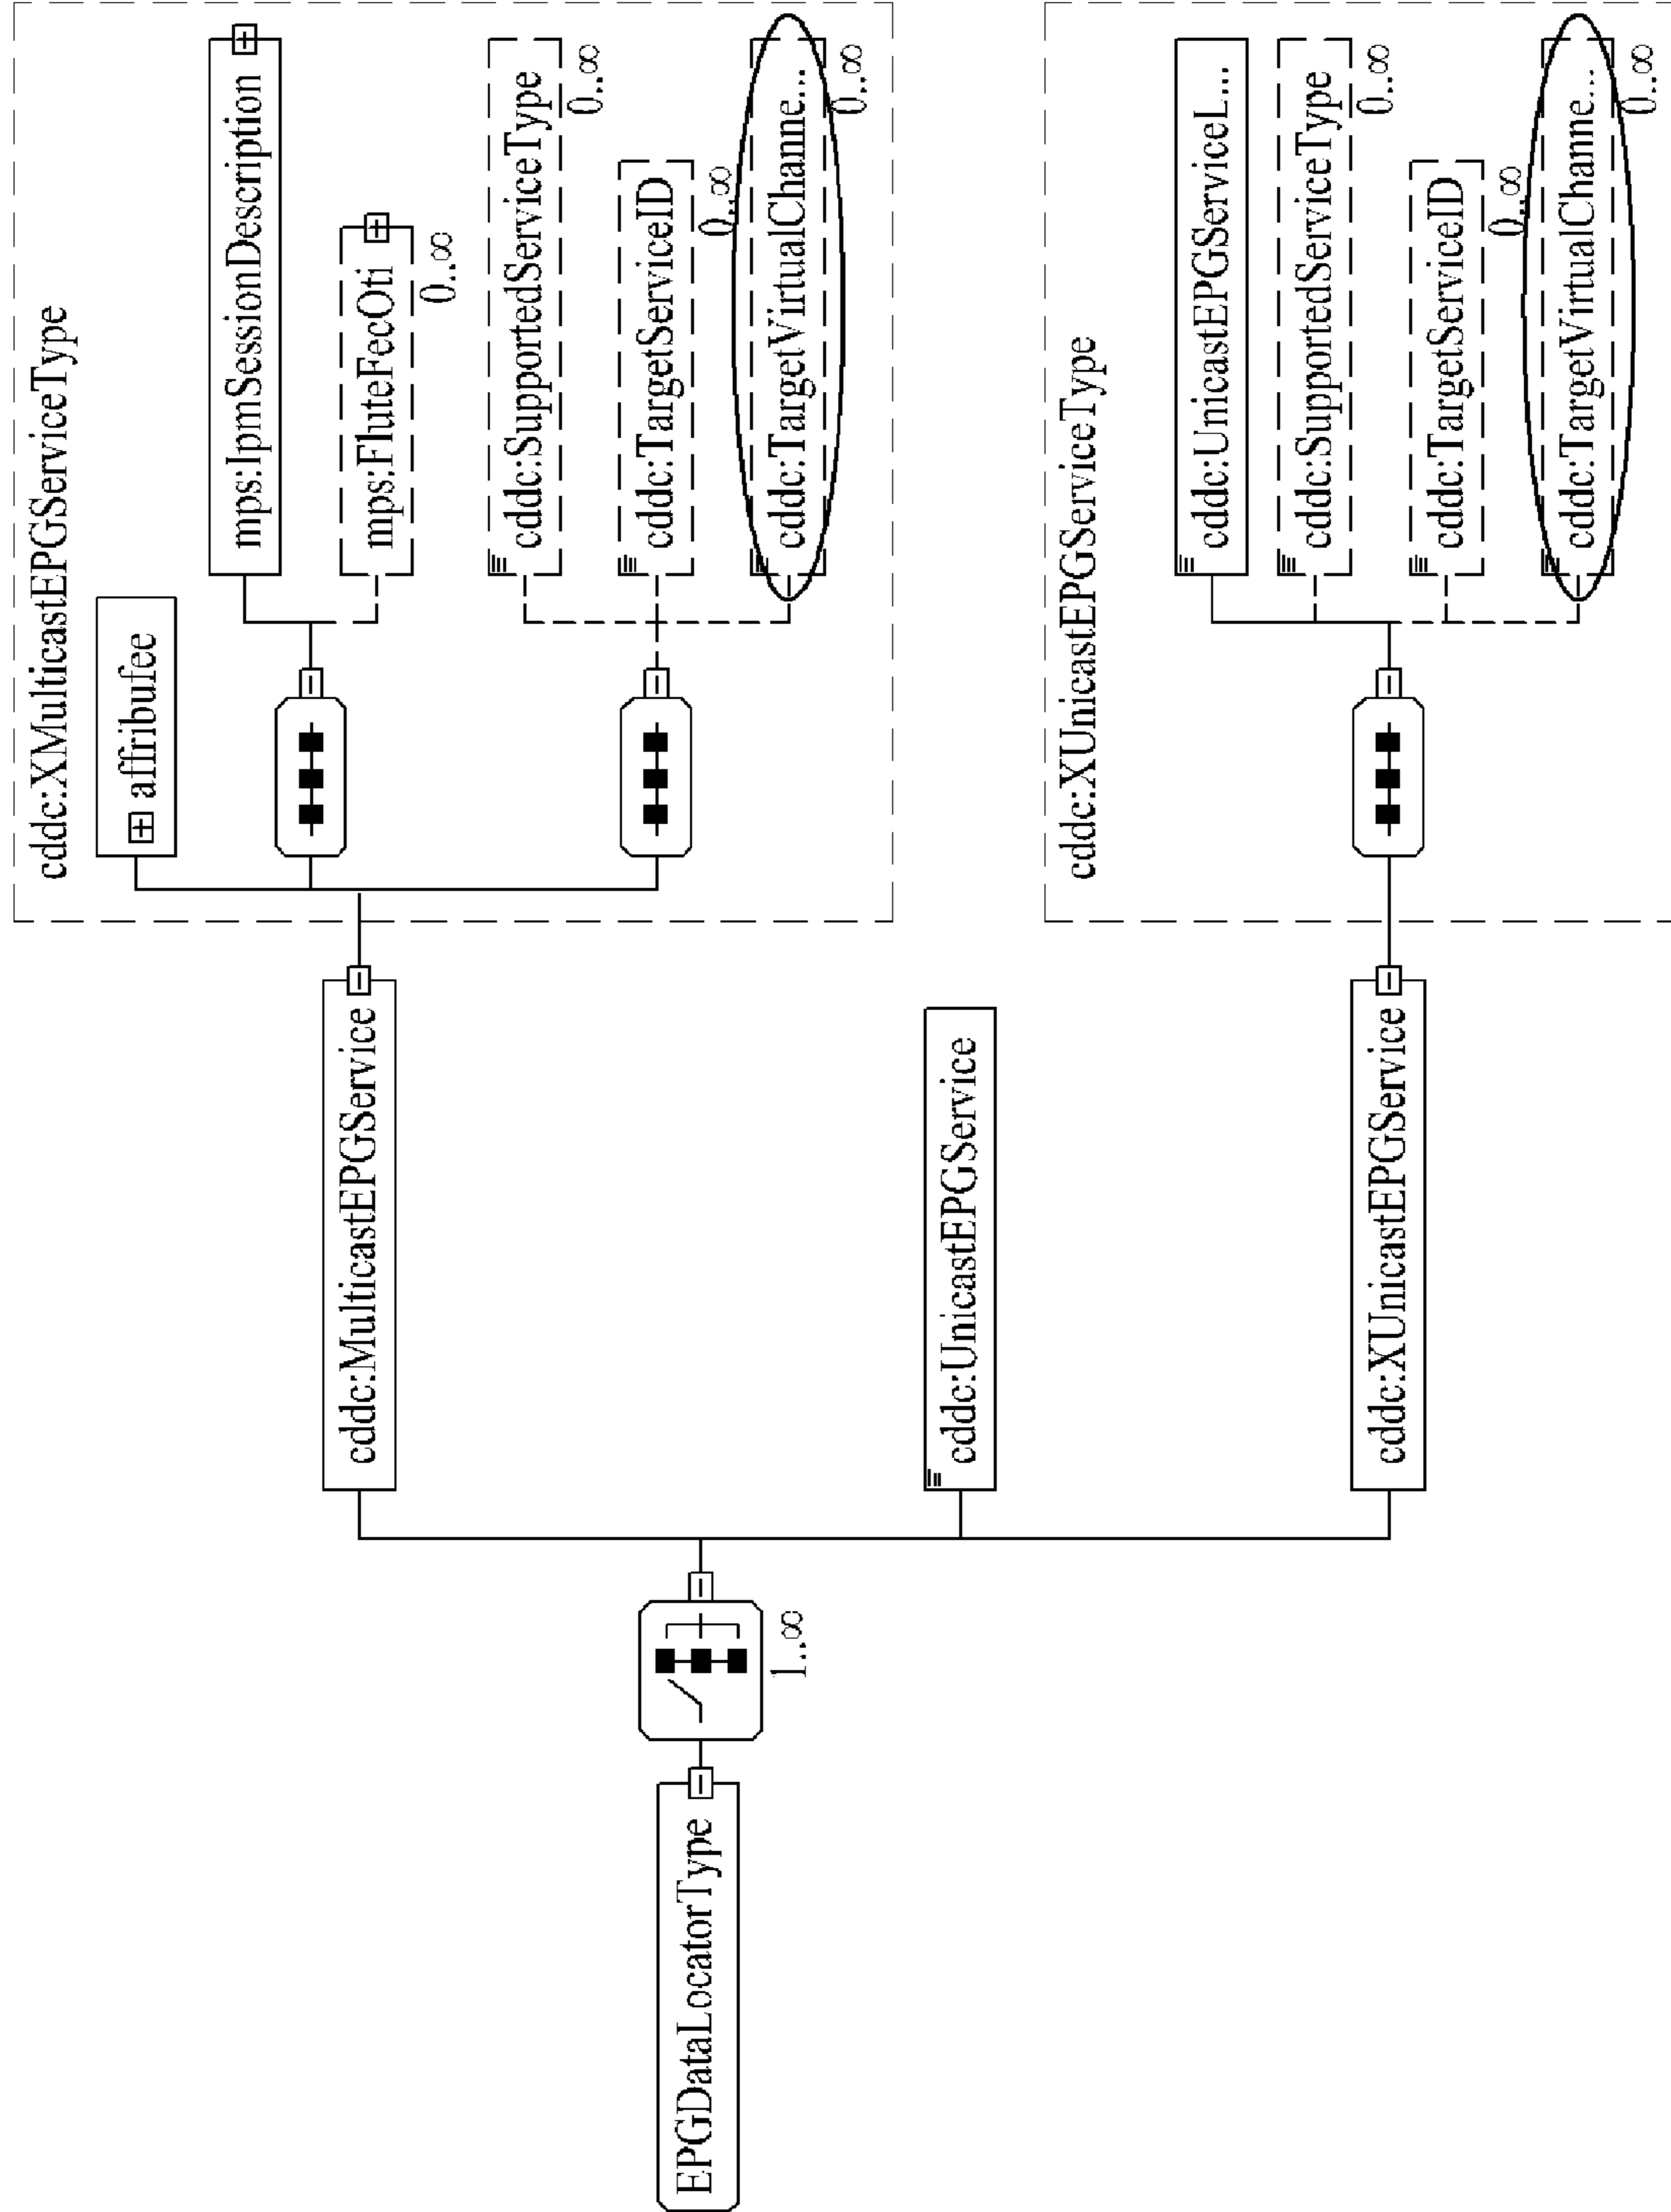 EPGDataLocatorType
1..∞
cddc:MulticastEPGService
cddc:XMulticastEPGServiceType
affribufee
mps:IpmSessionDescription
mps:FluteFecOti
0..∞
cddc:SupportedServiceType
0..∞
cddc:TargetServiceID
0..∞
cddc:TargetVirtualChanne...
0..∞
cddc:UnicastEPGService
cddc:XUnicastEPGService
cddc:XUnicastEPGServiceType
cddc:UnicastEPGServiceL...
cddc:SupportedServiceType
0..∞
cddc:TargetServiceID
0..∞
cddc:TargetVirtualChanne...
0..∞